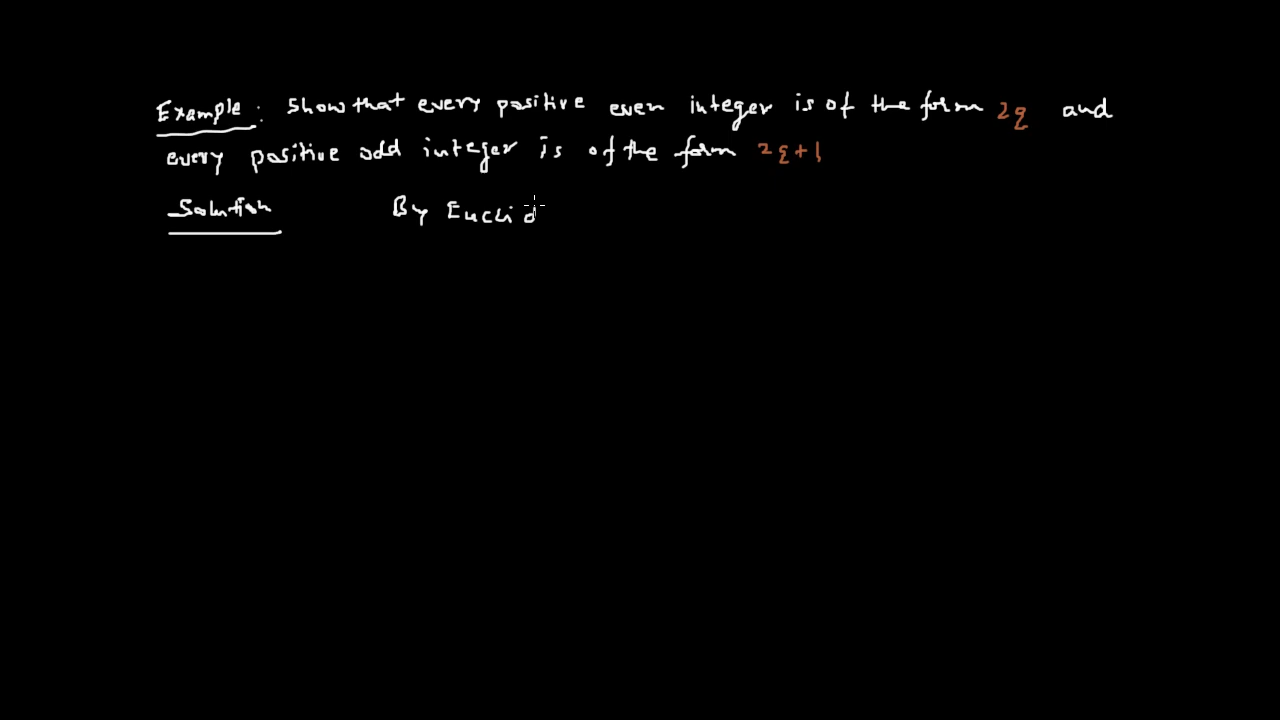 Example: Show that every positive even integer is of the form 2q and
every positive odd integer is of the form 2q+1
Solution By Euclid